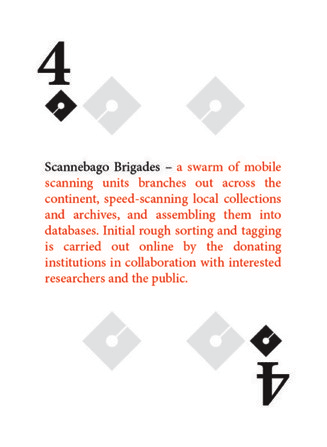 4
Scannebago Brigades – a swarm of mobile
scanning units branches out across the
continent, speed-scanning local collections
and archives, and assembling them into
databases. Initial rough sorting and tagging
is carried out online by the donating
institutions in collaboration with interested
researchers and the public.
4